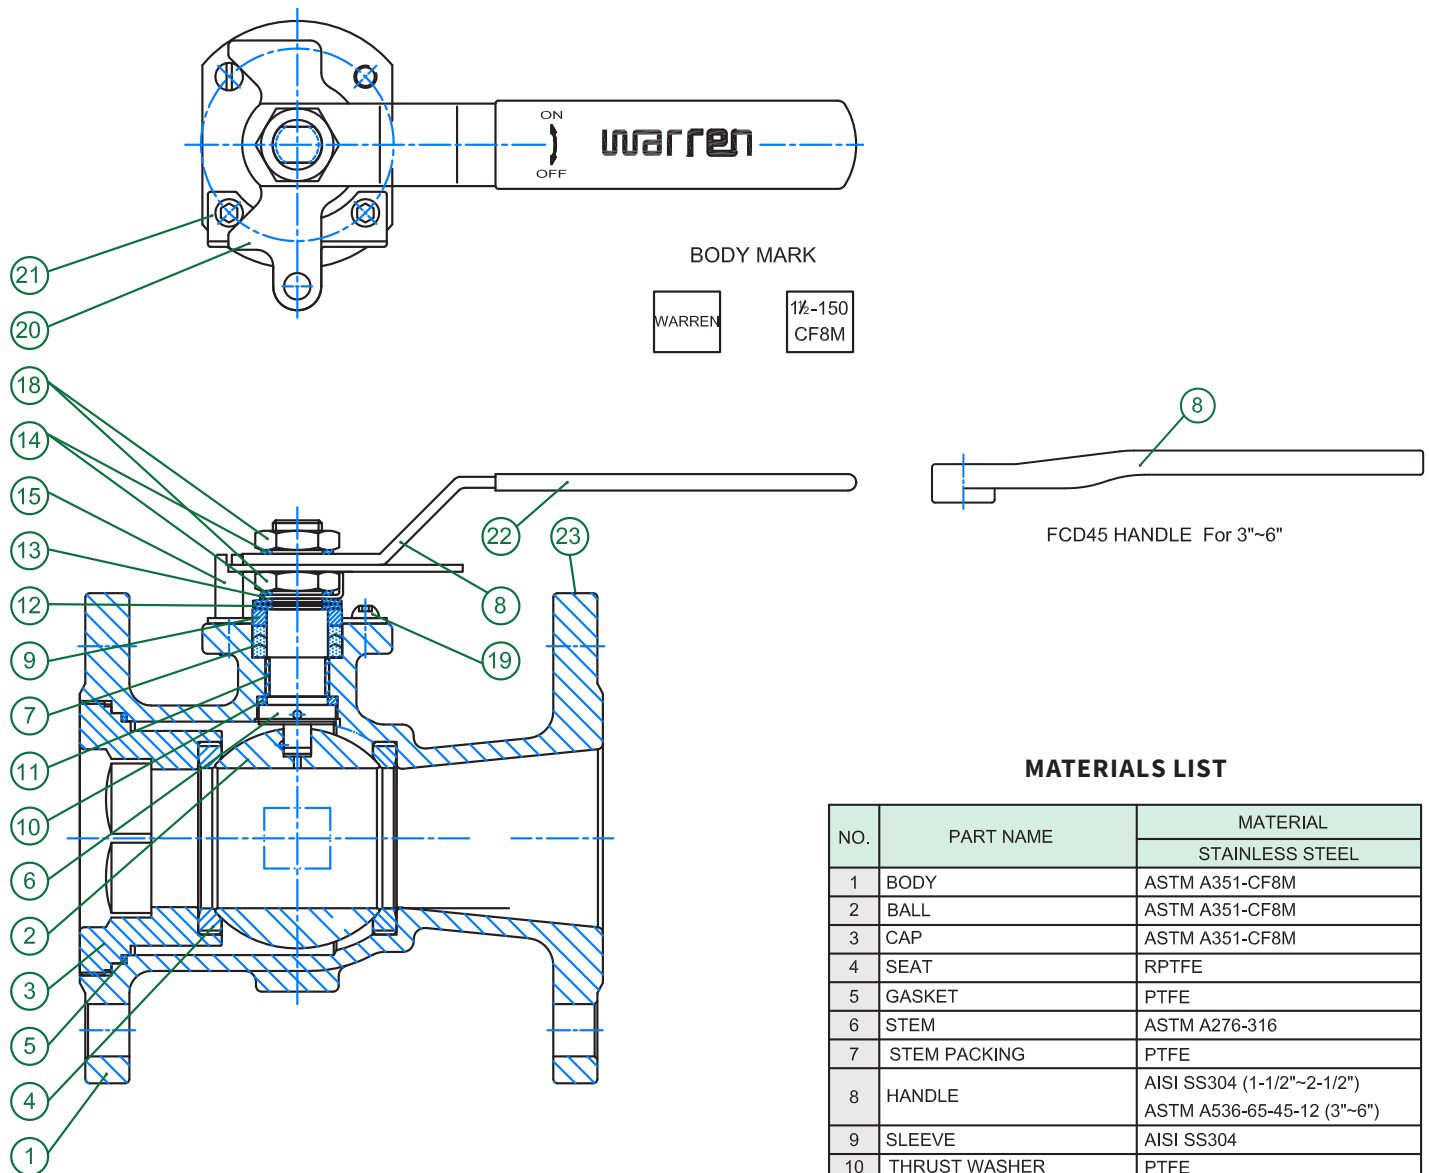 ON
OFF
warren
BODY MARK
WARREN
1½-150
CF8M
21
20
18
14
15
13
12
9
7
11
10
6
2
3
5
4
1
22
23
8
19
8
FCD45 HANDLE For 3"~6"
MATERIALS LIST
NO. PART NAME MATERIAL
STAINLESS STEEL
1 BODY ASTM A351-CF8M
2 BALL ASTM A351-CF8M
3 CAP ASTM A351-CF8M
4 SEAT RPTFE
5 GASKET PTFE
6 STEM ASTM A276-316
7 STEM PACKING PTFE
8 HANDLE AISI SS304 (1-1/2"~2-1/2")
ASTM A536-65-45-12 (3"~6")
9 SLEEVE AISI SS304
10 THRUST WASHER PTFE